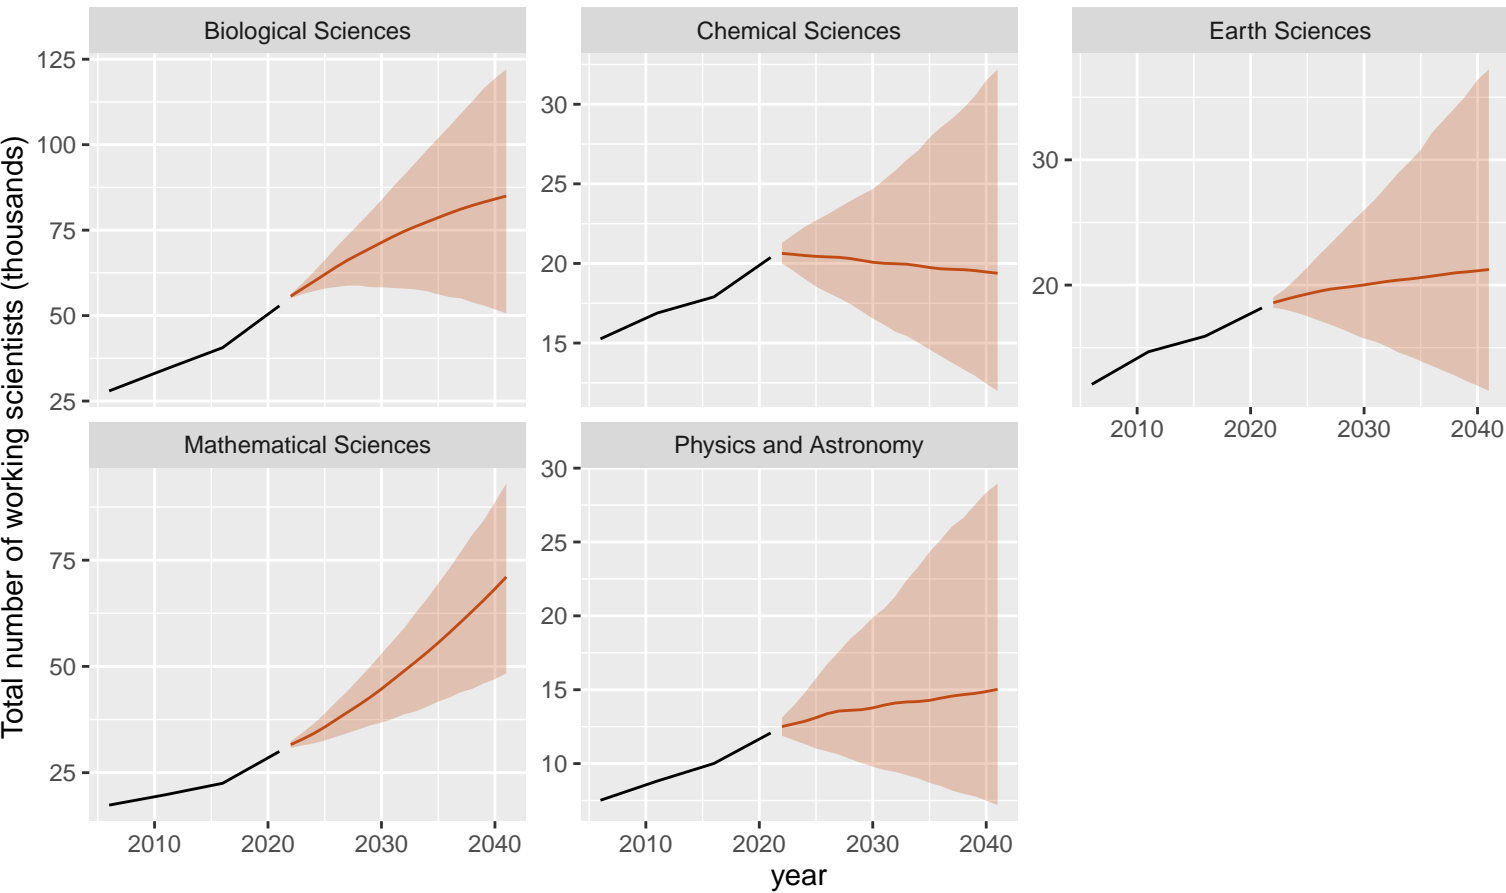 Total number of working scientists (thousands)
Biological Sciences
125
100
75
50
25
Chemical Sciences
30
25
20
15
Earth Sciences
30
20
2010 2020 2030 2040
Mathematical Sciences
75
50
25
2010 2020 2030 2040
Physics and Astronomy
30
25
20
15
10
2010 2020 2030 2040
year